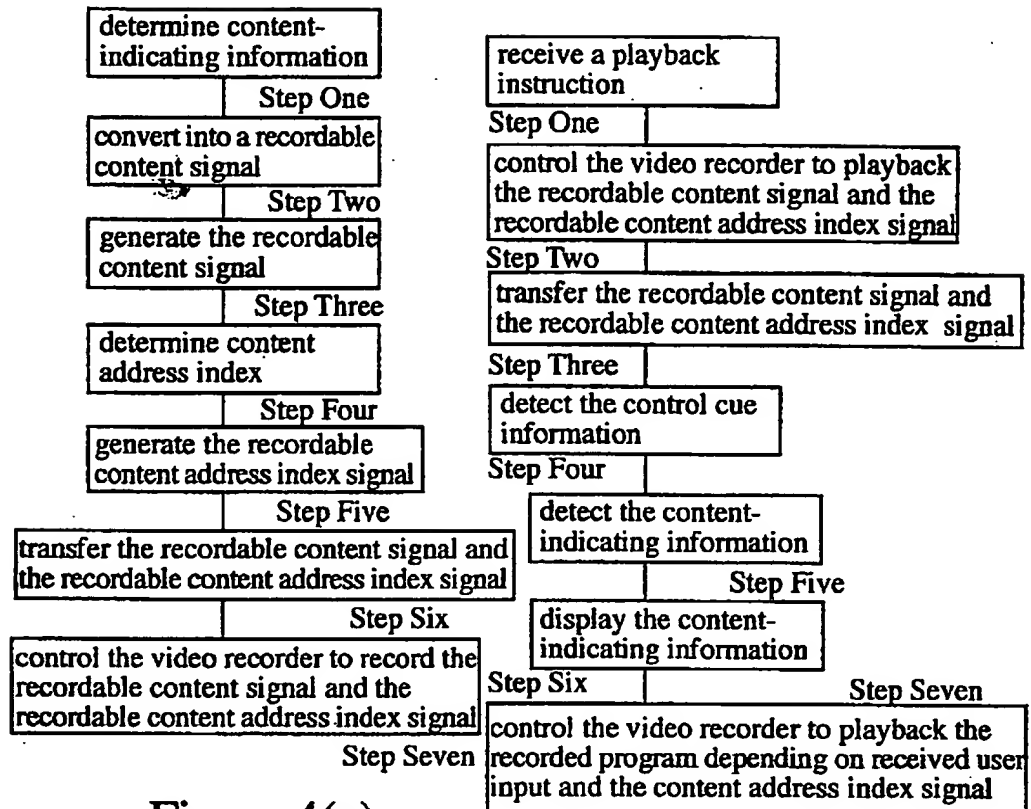 determine content-
indicating information
Step One
convert into a recordable
content signal
Step Two
generate the recordable
content signal
Step Three
determine content
address index
Step Four
generate the recordable
content address index signal
Step Five
transfer the recordable content signal and
the recordable content address index signal
Step Six
control the video recorder to record the
recordable content signal and the
recordable content address index signal
Step Seven
receive a playback
instruction
Step One
control the video recorder to playback
the recordable content signal and the
recordable content address index signal
Step Two
transfer the recordable content signal and
the recordable content address index signal
Step Three
detect the control cue
information
Step Four
detect the content-
indicating information
Step Five
display the content-
indicating information
Step Six
Step Seven
control the video recorder to playback the
recorded program depending on received user
input and the content address index signal